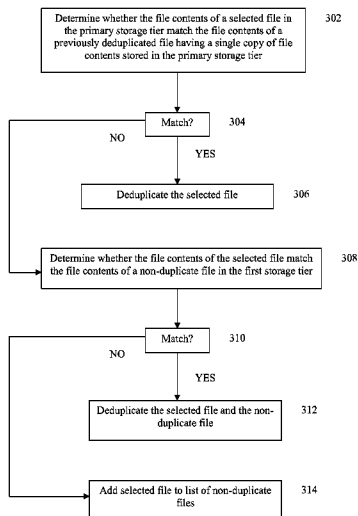 Determine whether the file contents of a selected file in
the primary storage tier match the file contents of a
previously deduplicated file having a single copy of file
contents stored in the primary storage tier
302
Match?
304
NO
YES
Deduplicate the selected file
306
Determine whether the file contents of the selected file match
the file contents of a non-duplicate file in the first storage tier
308
Match?
310
NO
YES
Deduplicate the selected file and the non-
duplicate file
312
Add selected file to list of non-duplicate
files
314